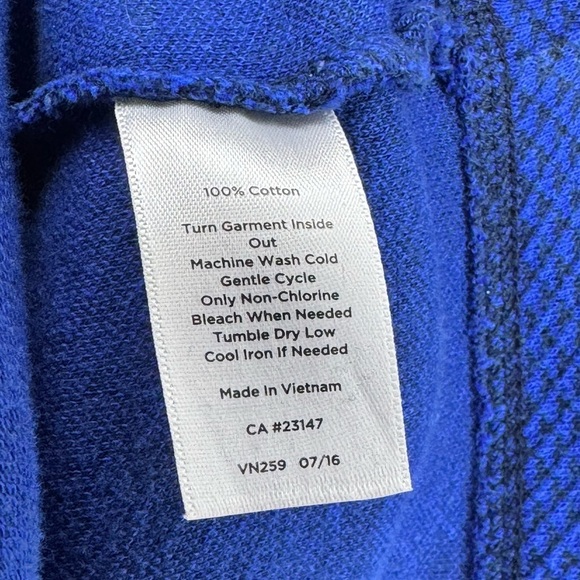 100% Cotton
Turn Garment Inside
Out
Machine Wash Cold
Gentle Cycle
Only Non-Chlorine
Bleach When Needed
Tumble Dry Low
Cool Iron If Needed
Made In Vietnam
CA #23147
VN259 07/16